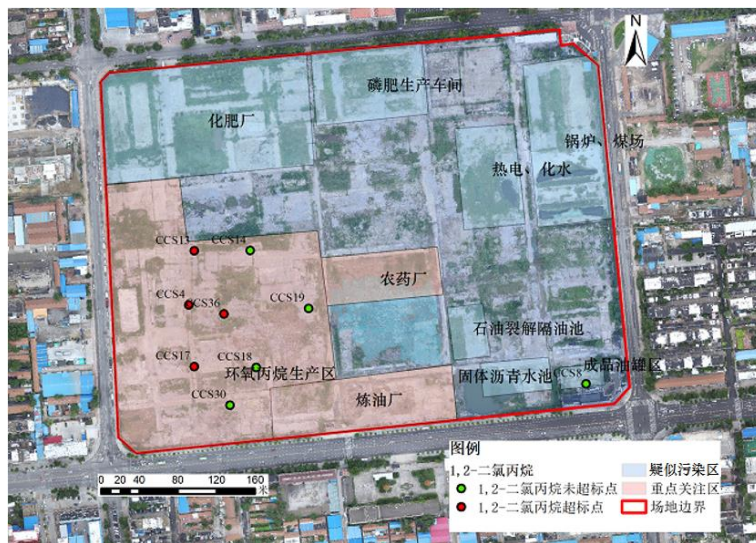 N
磷肥生产车间
化肥厂
锅炉、煤场
热电、化水
CCS13
CCS14
农药厂
CCS4
CCS36
CCS19
石油裂解隔油池
CCS17
CCS18
环氧丙烷生产区
成品油罐区
固体沥青水池
CCS8
CCS30
炼油厂
图例
1,2-二氯丙烷
疑似污染区
1,2-二氯丙烷未超标点
重点关注区
1,2-二氯丙烷超标点
场地边界
160 120 80 40 0
160
米